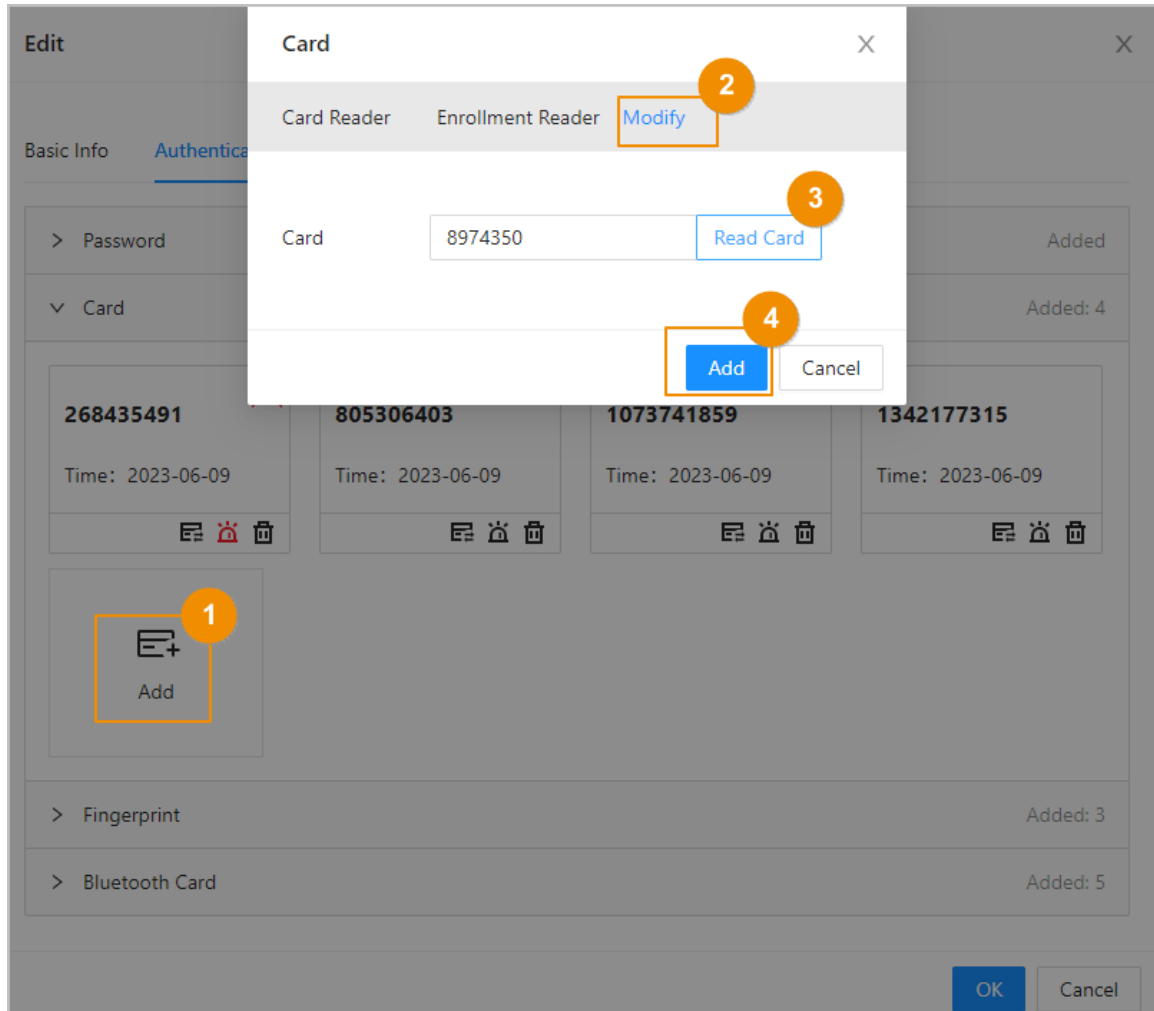 Edit
Card
2
Card Reader Enrollment Reader Modify
Basic Info Authentica
3
Card 8974350 Read Card
> Password Added
Card Added: 4
4
Add Cancel
268435491 805306403 1073741859 1342177315
Time: 2023-06-09 Time: 2023-06-09 Time: 2023-06-09 Time: 2023-06-09
1
Add
> Fingerprint Added: 3
> Bluetooth Card Added: 5
OK Cancel